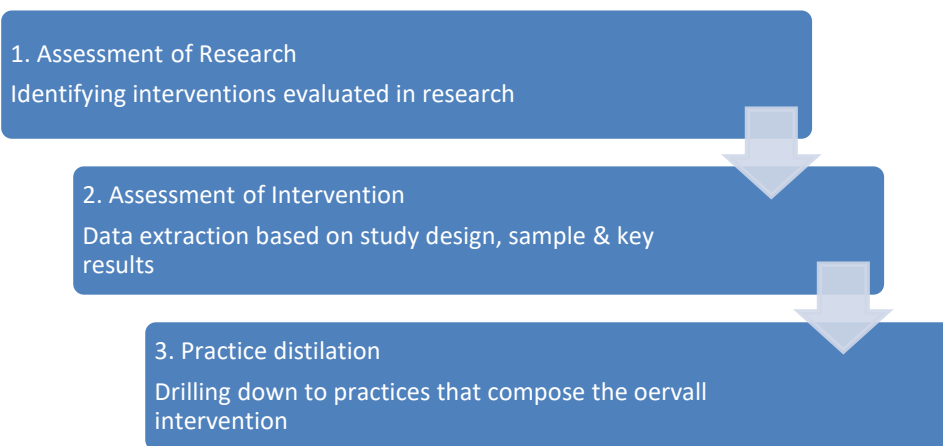 1. Assessment of Research
Identifying interventions evaluated in research
2. Assessment of Intervention
Data extraction based on study design, sample & key
results
3. Practice distilation
Drilling down to practices that compose the oervall
intervention